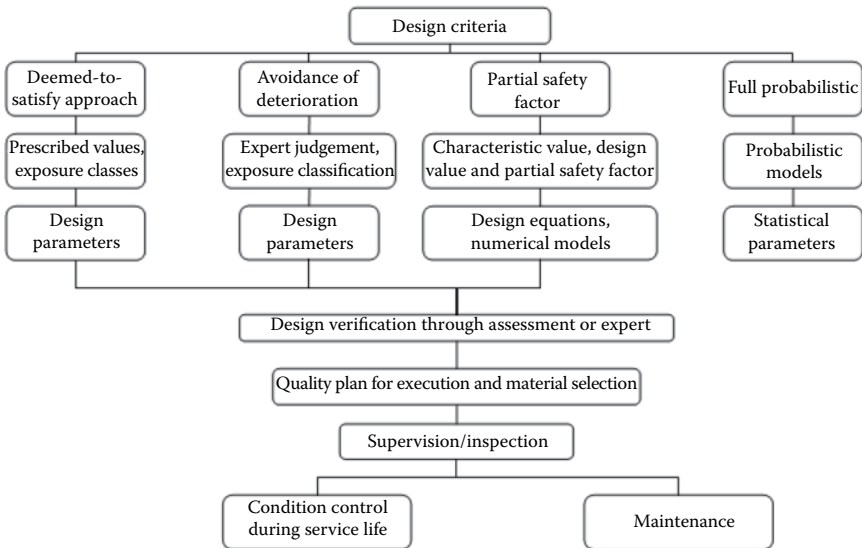 Design criteria
Deemed-to-
satisfy approach
Avoidance of
deterioration
Partial safety
factor
Full probabilistic
Prescribed values,
exposure classes
Expert judgement,
exposure classification
Characteristic value, design
value and partial safety factor
Probabilistic
models
Design
parameters
Design
parameters
Design equations,
numerical models
Statistical
parameters
Design verification through assessment or expert
Quality plan for execution and material selection
Supervision/inspection
Condition control
during service life
Maintenance